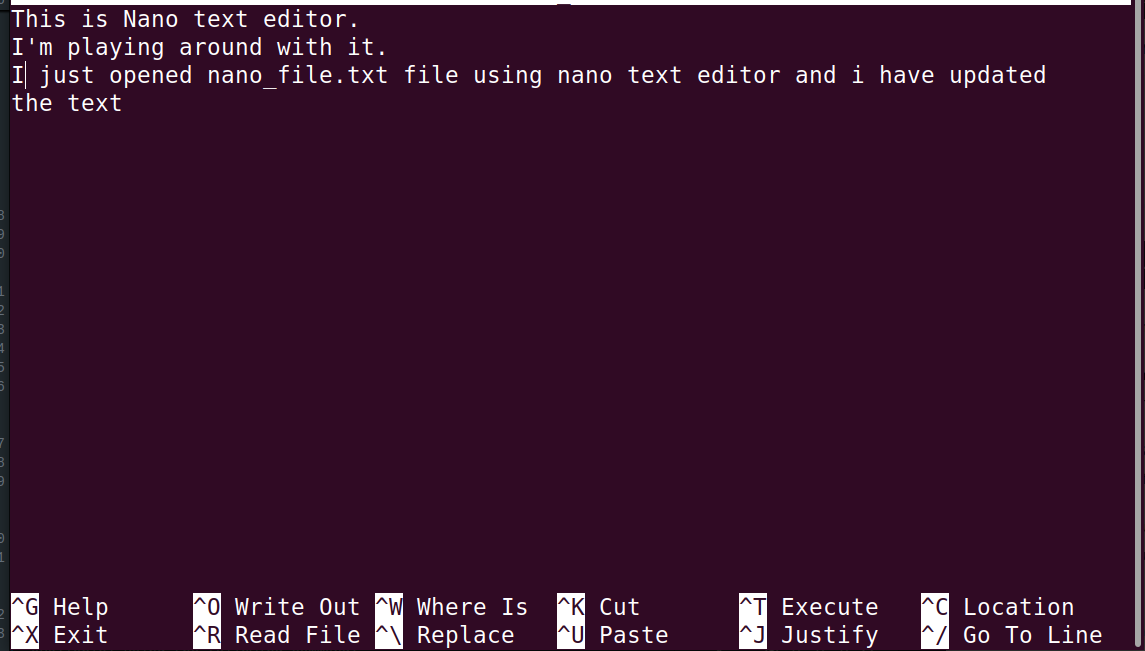 This is Nano text editor.
I'm playing around with it.
I just opened nano_file.txt file using nano text editor and i have updated
the text
^G Help ^O Write Out ^W Where Is ^K Cut ^T Execute ^C Location
^X Exit ^R Read File ^\ Replace ^U Paste ^J Justify ^/ Go To Line